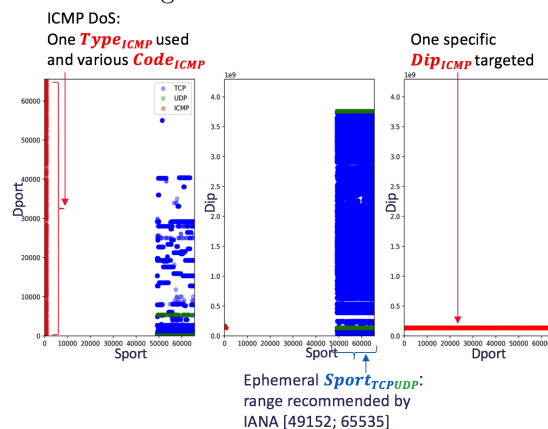 ICMP DoS:
One Type_ICMP used
and various Code_ICMP
One specific
Dip_ICMP targeted
1e9
1e9
TCP
UDP
ICMP
60000
50000
40000
30000
20000
10000
0
Dport
0 10000 20000 30000 40000 50000 60000
Sport
4.0
3.5
3.0
2.5
2.0
1.5
1.0
0.5
0.0
Dip
0 10000 20000 30000 40000 50000 60000
Sport
4.0
3.5
3.0
2.5
2.0
1.5
1.0
0.5
0.0
Dip
0 10000 20000 30000 40000 50000 60000
Dport
Ephemeral Sport_TCPUDP:
range recommended by
IANA [49152; 65535]